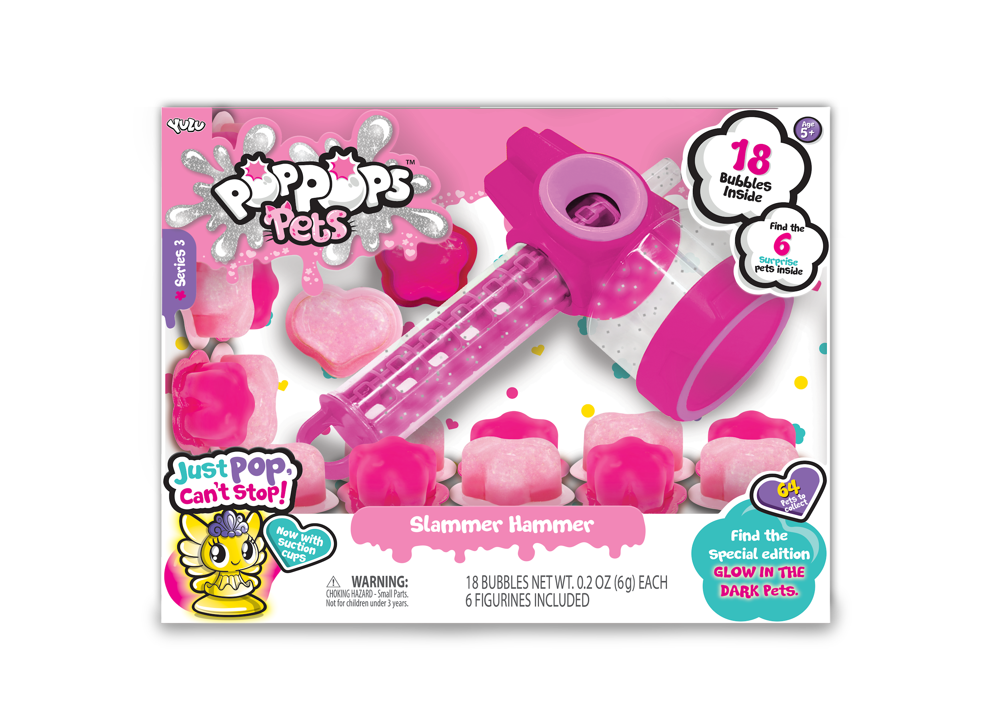 YULU
POPPOPS™
Pets
Series 3
Age
5+
18
Bubbles
Inside
Find the
6
surprise
pets inside
Just POP,
Can't Stop!
Now with
suction
cups
Slammer Hammer
64
Pets to
collect
Find the
Special edition
GLOW IN THE
DARK Pets.
WARNING:
CHOKING HAZARD - Small Parts.
Not for children under 3 years.
18 BUBBLES NET WT. 0.2 OZ (6g) EACH
6 FIGURINES INCLUDED